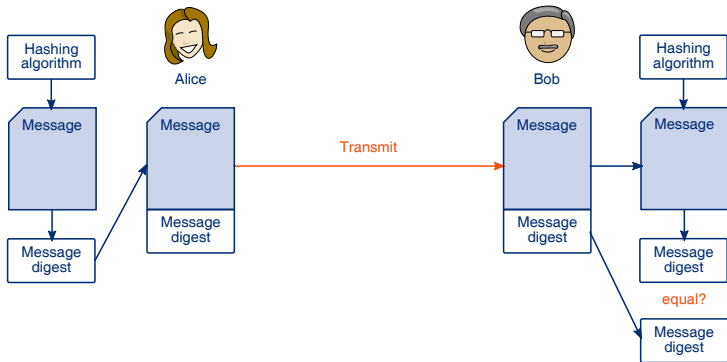 Hashing
algorithm
Message
Message
digest
Alice
Message
Message
digest
Transmit
Bob
Message
Message
digest
Hashing
algorithm
Message
Message
digest
equal?
Message
digest